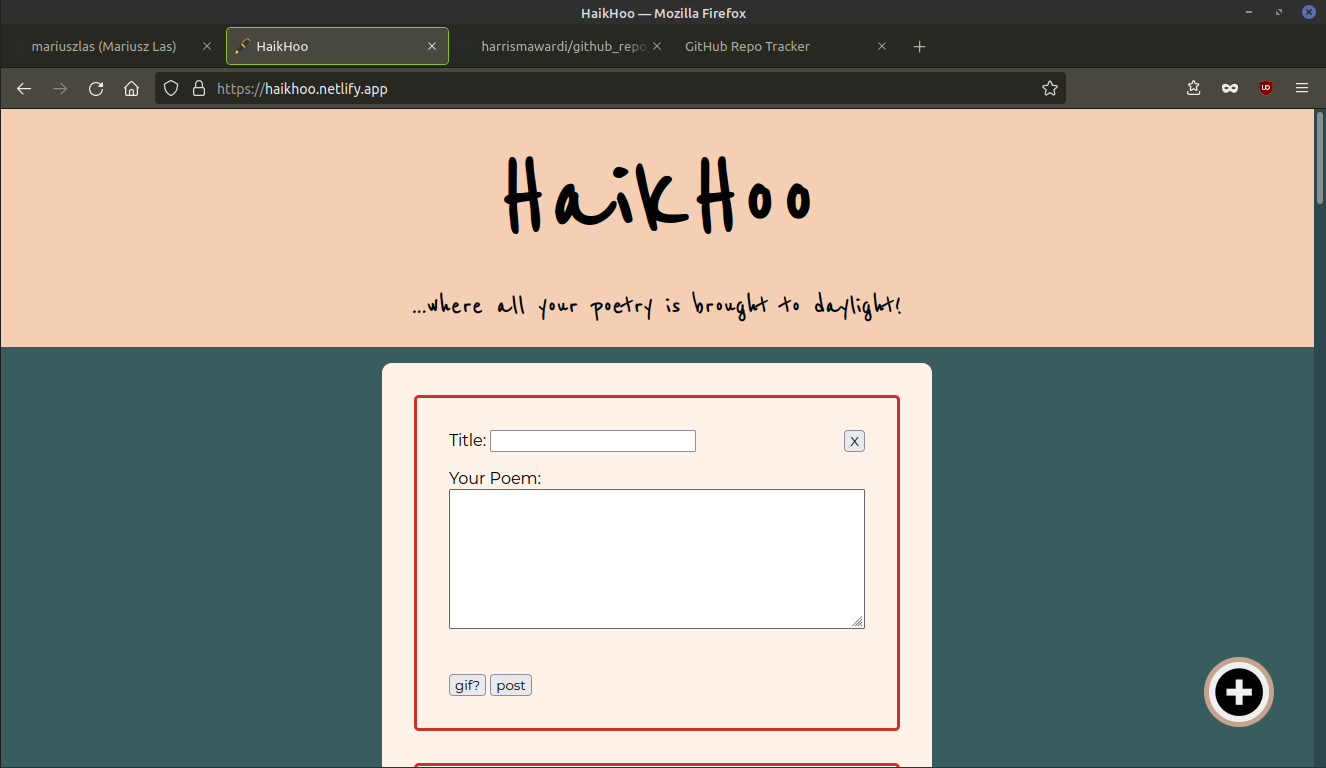 HaikHoo — Mozilla Firefox
mariuszlas (Mariusz Las)
HaikHoo
harrismawardi/github_repo
GitHub Repo Tracker
https://haikhoo.netlify.app
HaikHoo
...where all your poetry is brought to daylight!
Title:
X
Your Poem:
gif?
post